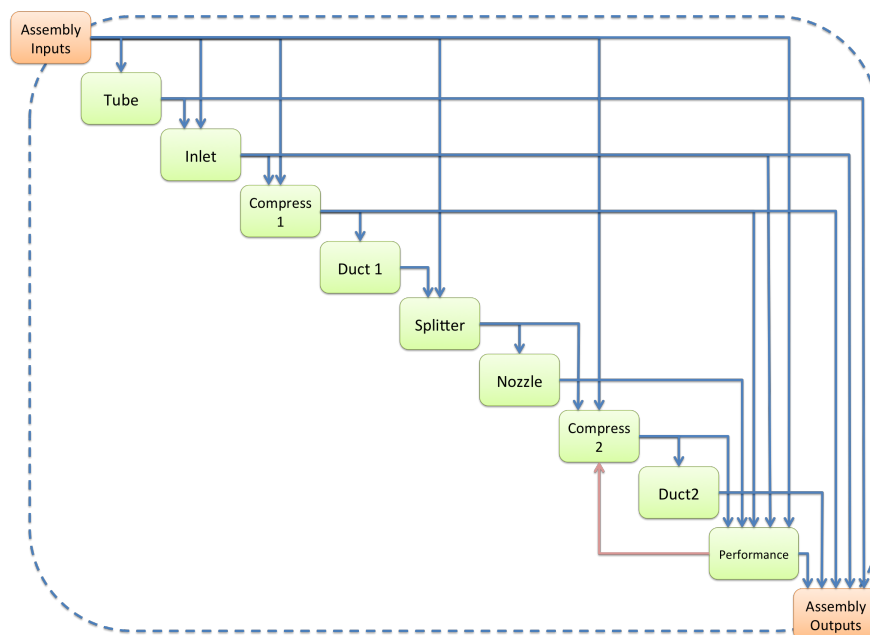 Assembly
Inputs
Tube
Inlet
Compress
1
Duct 1
Splitter
Nozzle
Compress
2
Duct2
Performance
Assembly
Outputs